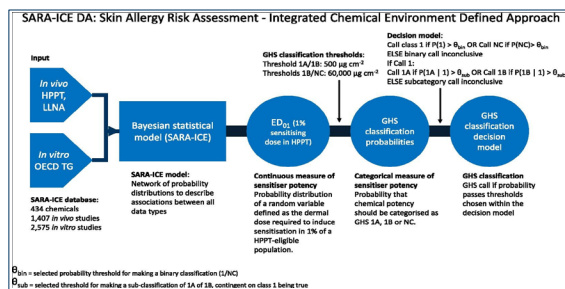 SARA-ICE DA: Skin Allergy Risk Assessment - Integrated Chemical Environment Defined Approach
Input
In vivo
HPPT,
LLNA
In vitro
OECD TG
SARA-ICE database:
434 chemicals
1,407 in vivo studies
2,575 in vitro studies
Bayesian statistical
model (SARA-ICE)
SARA-ICE model:
Network of probability
distributions to describe
associations between all
data types
GHS classification thresholds:
Threshold 1A/1B: 500 µg cm-2
Thresholds 1B/NC: 60,000 µg cm-2
ED01 (1%
sensitising
dose in HPPT)
Continuous measure of
sensitiser potency
Probability distribution
of a random variable
defined as the dermal
dose required to induce
sensitisation in 1% of a
HPPT-eligible
population.
GHS
classification
probabilities
Categorical measure of
sensitiser potency
Probability that
chemical potency
should be categorised as
GHS 1A, 1B or NC.
Decision model:
Call class 1 if P(1) > θbin OR Call NC if P(NC)> θbin
ELSE binary call inconclusive
If Call 1:
Call 1A if P(1A | 1) > θsub OR Call 1B if P(1B | 1) > θsub
ELSE subcategory call inconclusive
GHS
classification
decision
model
GHS classification
GHS call if probability
passes thresholds
chosen within the
decision model
θbin = selected probability threshold for making a binary classification (1/NC)
θsub = selected threshold for making a sub-classification of 1A of 1B, contingent on class 1 being true